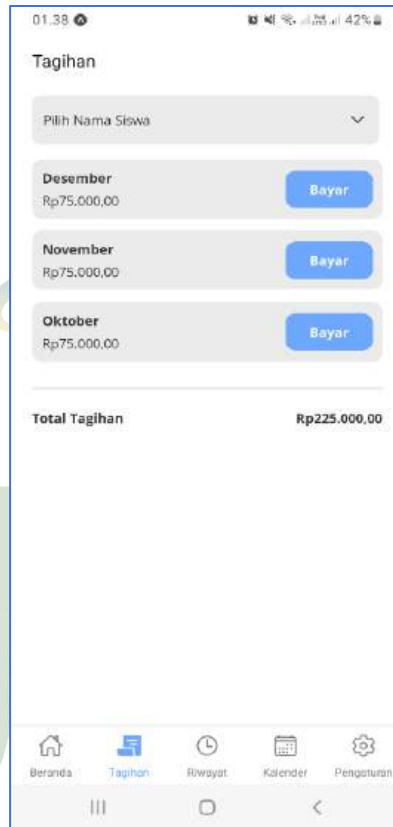 01.38
42%
Tagihan
Pilih Nama Siswa
Desember
Rp75.000,00
Bayar
November
Rp75.000,00
Bayar
Oktober
Rp75.000,00
Bayar
Total Tagihan Rp225.000,00
Beranda Tagihan Riwayat Kalender Pengaturan